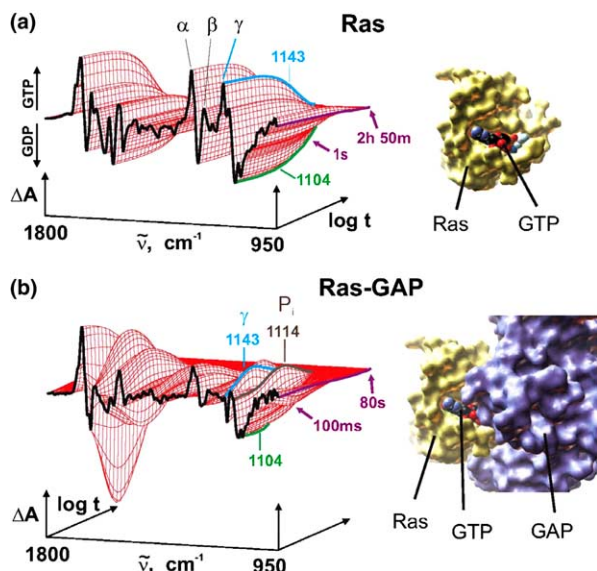 (a)
Ras
α β γ
1143
GTP
GDP
2h 50m
1s
1104
ΔA
log t
1800
ν̃, cm⁻¹
950
Ras
GTP
(b)
Ras-GAP
γ
1143
Pᵢ
1114
80s
100ms
1104
log t
ΔA
1800
ν̃, cm⁻¹
950
Ras
GTP
GAP